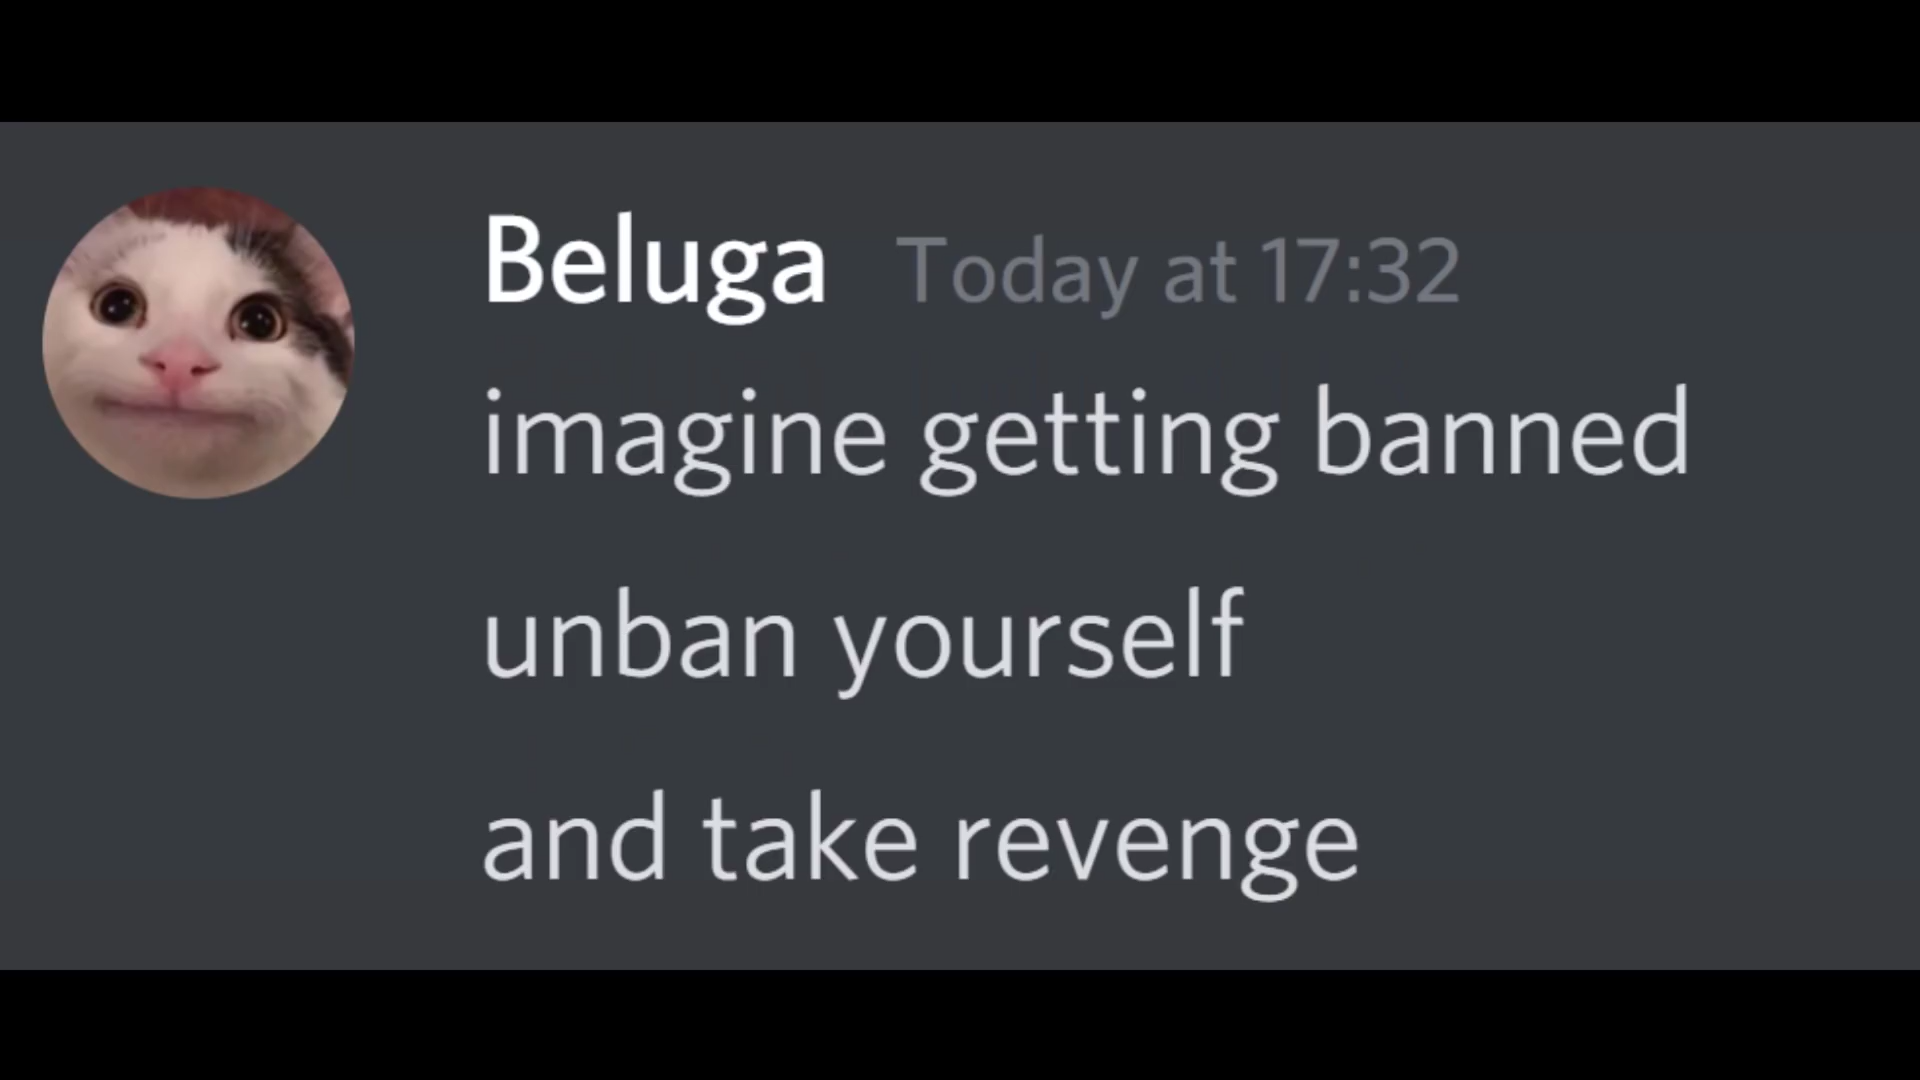 Beluga Today at 17:32
imagine getting banned
unban yourself
and take revenge